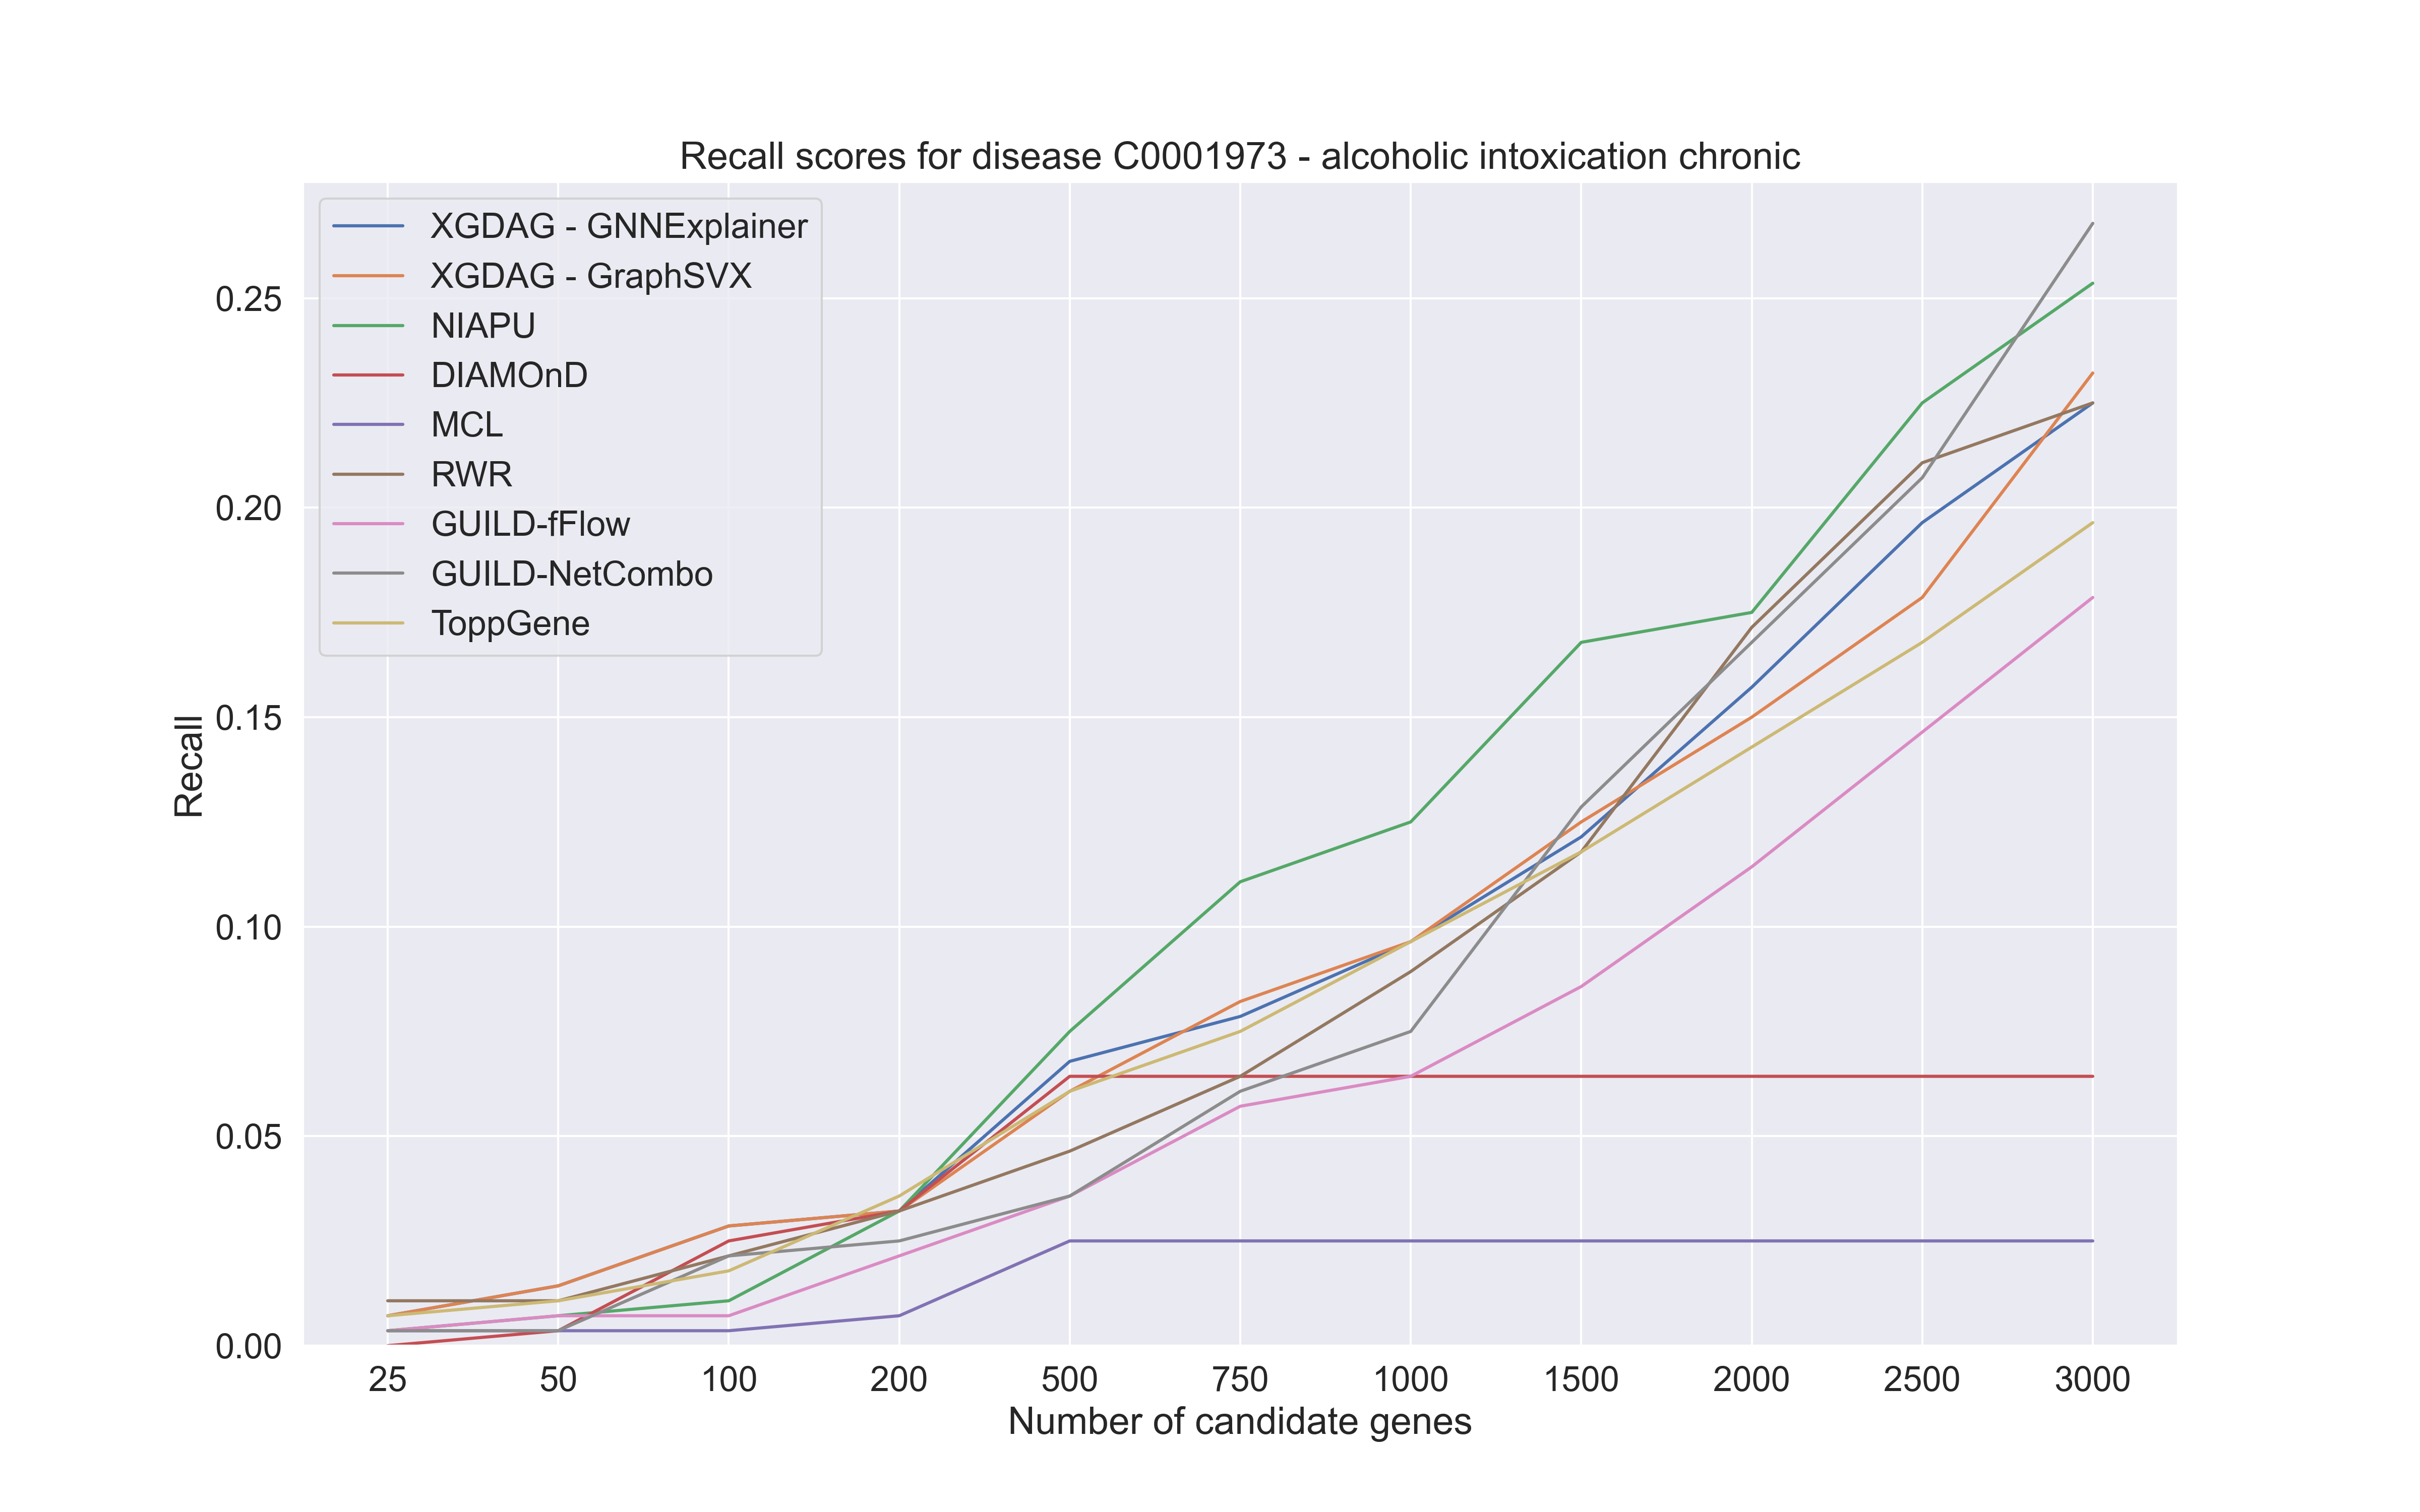 Recall scores for disease C0001973 - alcoholic intoxication chronic
XGDAG - GNNExplainer
XGDAG - GraphSVX
NIAPU
DIAMOnD
MCL
RWR
GUILD-fFlow
GUILD-NetCombo
ToppGene
Recall
0.25
0.20
0.15
0.10
0.05
0.00
25 50 100 200 500 750 1000 1500 2000 2500 3000
Number of candidate genes